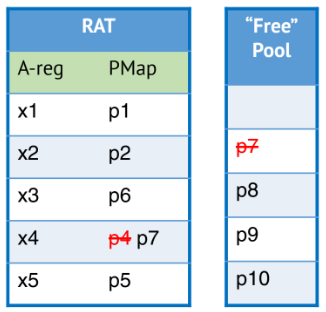 RAT
A-reg PMap
x1 p1
x2 p2
x3 p6
x4 p4 p7
x5 p5
“Free”
Pool
p7
p8
p9
p10